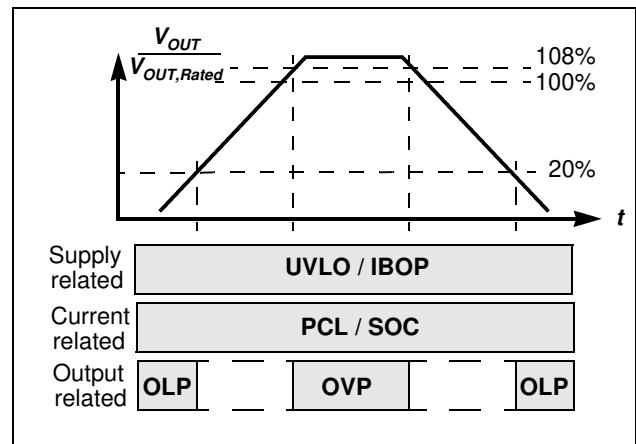 V_OUT
V_OUT,Rated
108%
100%
20%
t
Supply
related
UVLO / IBOP
Current
related
PCL / SOC
Output
related
OLP
OVP
OLP